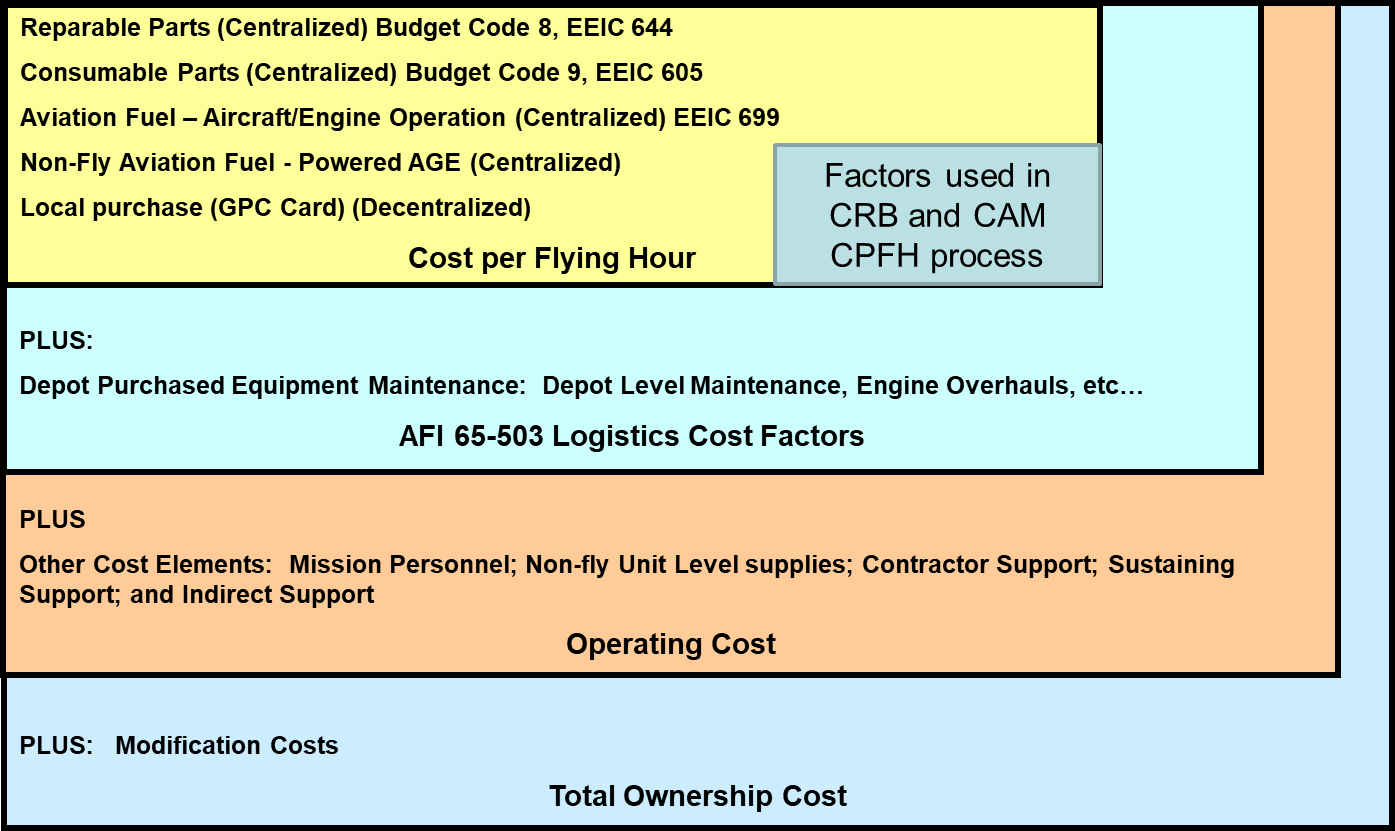 Reparable Parts (Centralized) Budget Code 8, EEIC 644
Consumable Parts (Centralized) Budget Code 9, EEIC 605
Aviation Fuel – Aircraft/Engine Operation (Centralized) EEIC 699
Non-Fly Aviation Fuel - Powered AGE (Centralized)
Local purchase (GPC Card) (Decentralized)
Cost per Flying Hour
Factors used in
CRB and CAM
CPFH process
PLUS:
Depot Purchased Equipment Maintenance: Depot Level Maintenance, Engine Overhauls, etc…
AFI 65-503 Logistics Cost Factors
PLUS
Other Cost Elements: Mission Personnel; Non-fly Unit Level supplies; Contractor Support; Sustaining
Support; and Indirect Support
Operating Cost
PLUS: Modification Costs
Total Ownership Cost